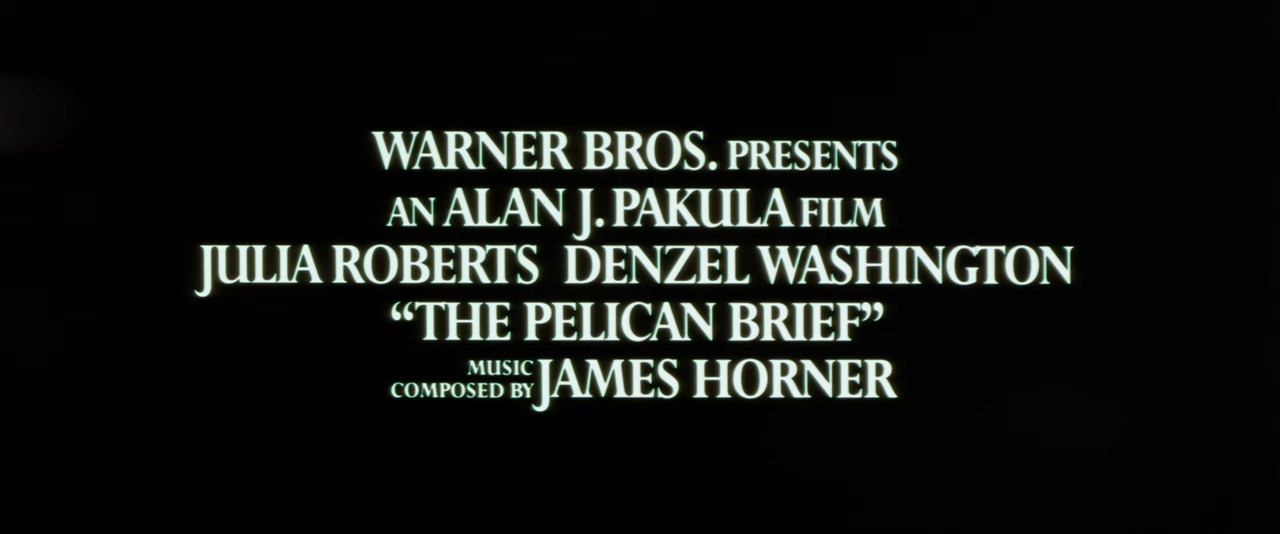 WARNER BROS. PRESENTS
AN ALAN J. PAKULA FILM
JULIA ROBERTS DENZEL WASHINGTON
“THE PELICAN BRIEF”
MUSIC
COMPOSED BY JAMES HORNER